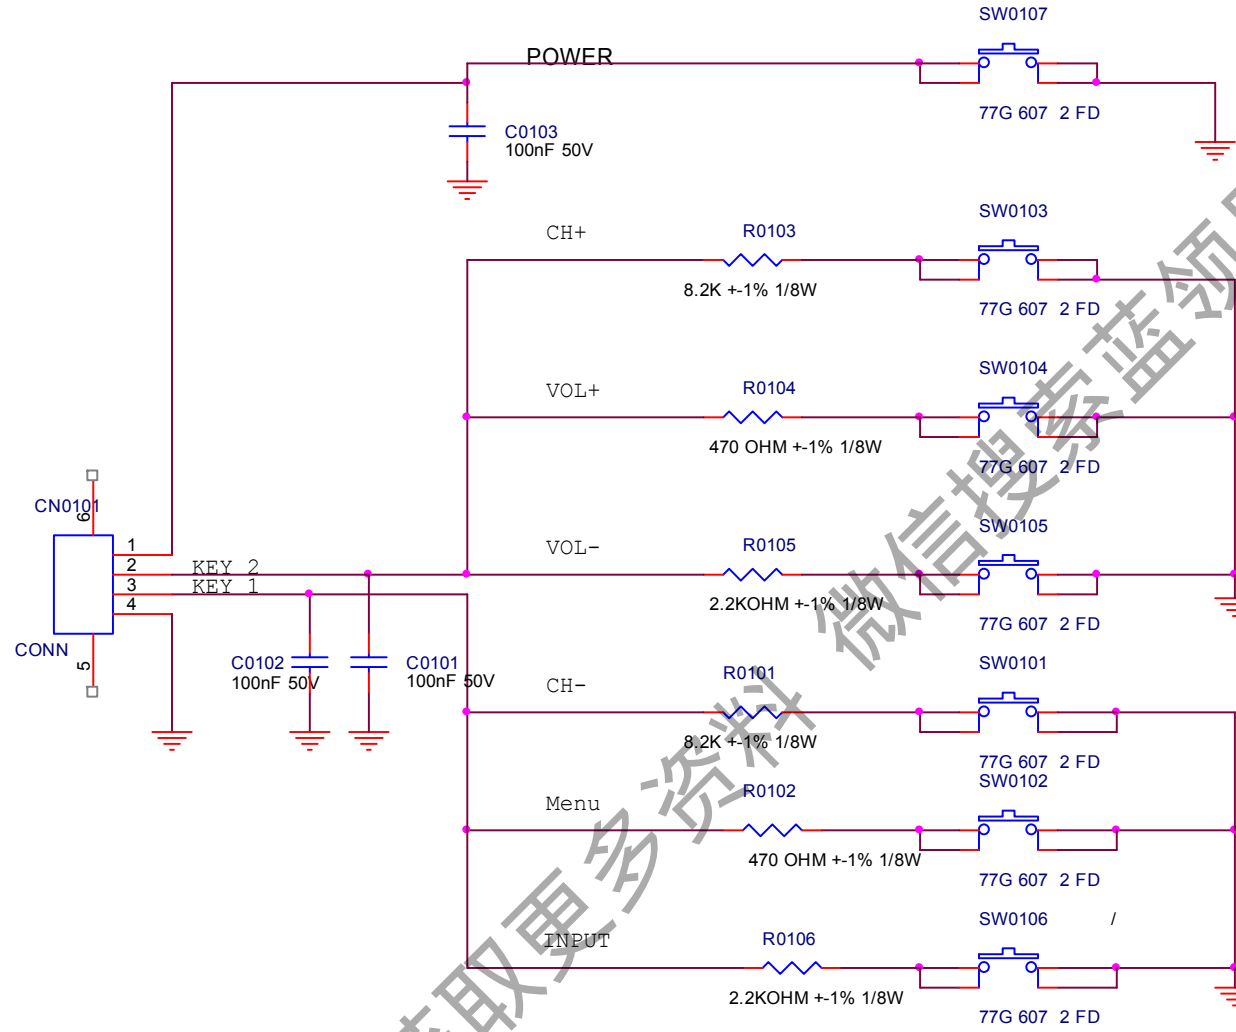 SW0107
POWER
77G 607 2 FD
C0103
100nF 50V
SW0103
CH+
R0103
8.2K +-1% 1/8W
77G 607 2 FD
SW0104
VOL+
R0104
470 OHM +-1% 1/8W
77G 607 2 FD
CN0101
6
SW0105
VOL-
R0105
1
2
KEY 2
3
KEY 1
4
2.2KOHM +-1% 1/8W
77G 607 2 FD
CONN
5
C0102
100nF 50V
C0101
100nF 50V
SW0101
CH-
R0101
8.2K +-1% 1/8W
77G 607 2 FD
SW0102
Menu
R0102
470 OHM +-1% 1/8W
77G 607 2 FD
SW0106 /
INPUT
R0106
2.2KOHM +-1% 1/8W
77G 607 2 FD
获取更多资料 微信搜索蓝领